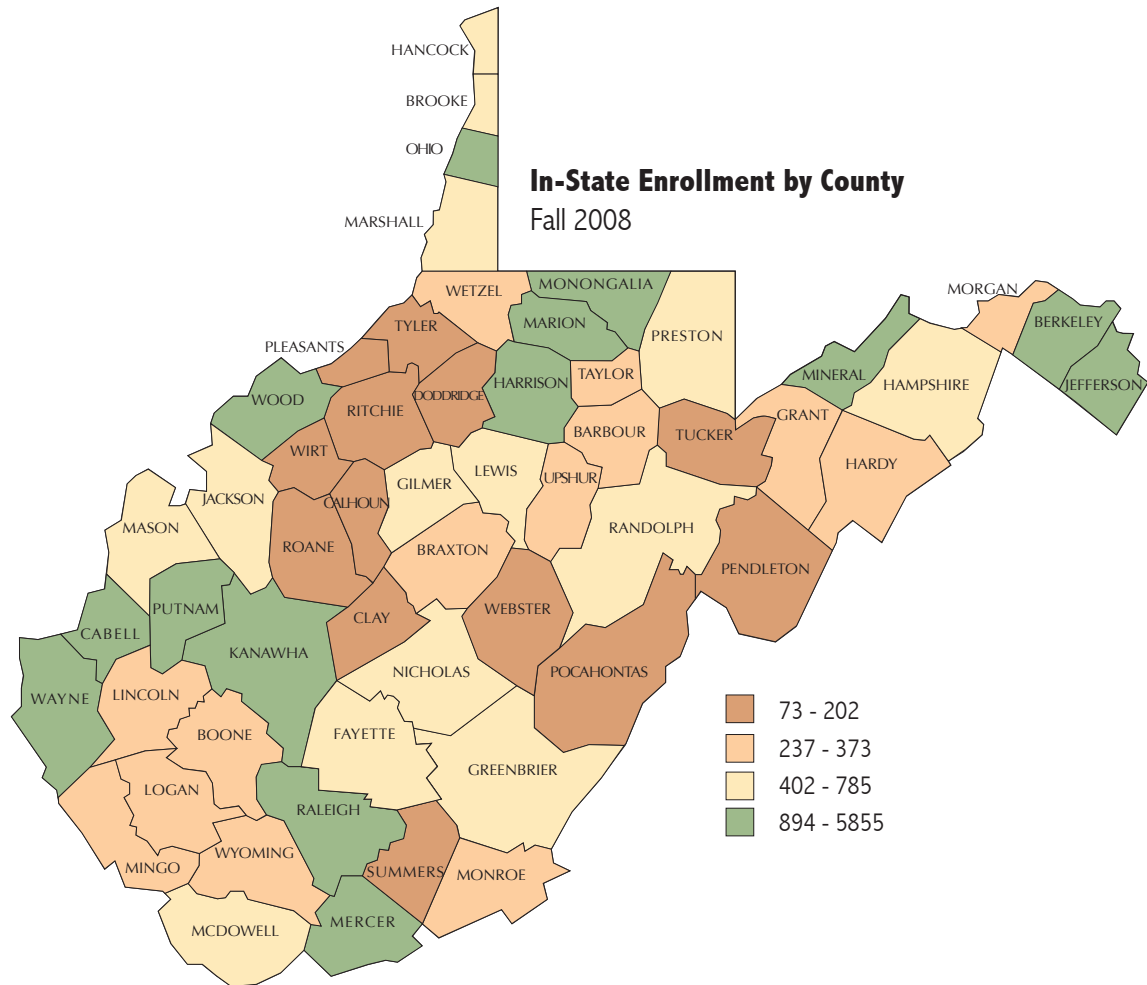 HANCOCK
BROOKE
OHIO
In-State Enrollment by County
Fall 2008
MARSHALL
WETZEL
MONONGALIA
MORGAN
TYLER
MARION
BERKELEY
PRESTON
PLEASANTS
TAYLOR
MINERAL
HAMPSHIRE
JEFFERSON
WOOD
RITCHIE
DODDRIDGE
HARRISON
GRANT
BARBOUR
TUCKER
WIRT
HARDY
LEWIS
UPSHUR
GILMER
JACKSON
CALHOUN
MASON
RANDOLPH
ROANE
BRAXTON
PENDLETON
PUTNAM
WEBSTER
CLAY
CABELL
KANAWHA
NICHOLAS
POCAHONTAS
WAYNE
LINCOLN
73 - 202
BOONE
FAYETTE
237 - 373
GREENBRIER
LOGAN
402 - 785
RALEIGH
894 - 5855
WYOMING
MINGO
SUMMERS
MONROE
MERCER
MCDOWELL